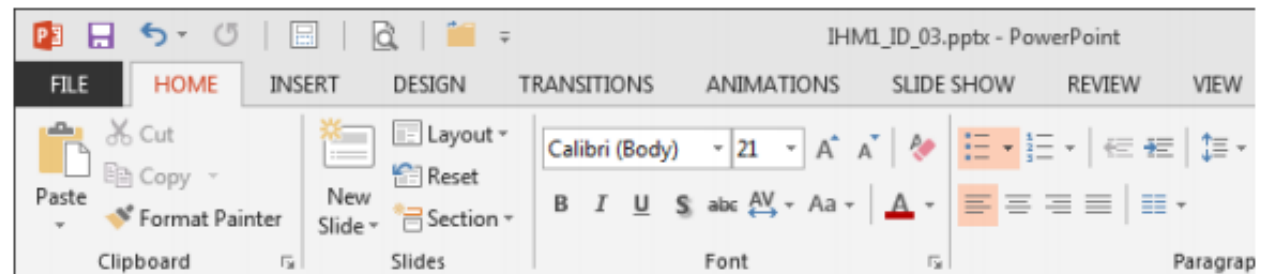 IHM1_ID_03.pptx - PowerPoint
FILE HOME INSERT DESIGN TRANSITIONS ANIMATIONS SLIDE SHOW REVIEW VIEW
Cut
Layout
Calibri (Body) 21
Copy
Reset
Paste
New
Slide
Format Painter
Section
B I U S abc AV Aa A
Clipboard Slides Font Paragrap